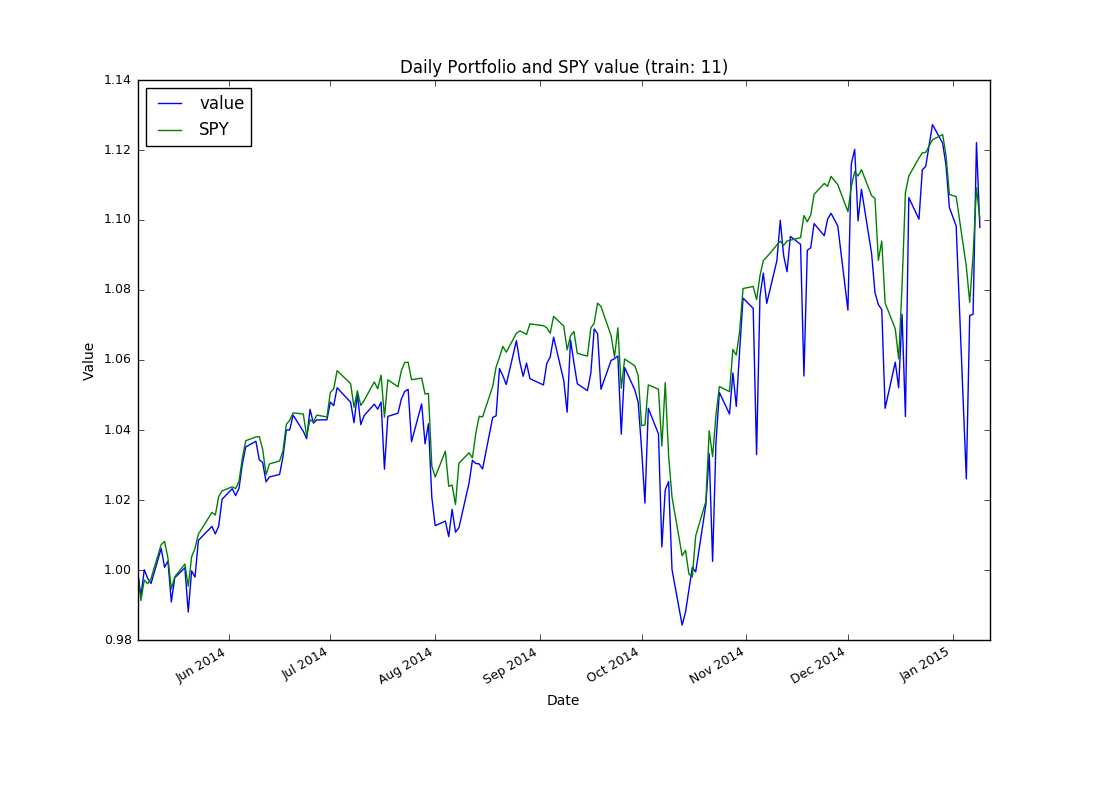 Daily Portfolio and SPY value (train: 11)
1.14
value
SPY
1.12
1.10
1.08
1.06
Value
1.04
1.02
1.00
0.98
Jun 2014 Jul 2014 Aug 2014 Sep 2014 Oct 2014 Nov 2014 Dec 2014 Jan 2015
Date